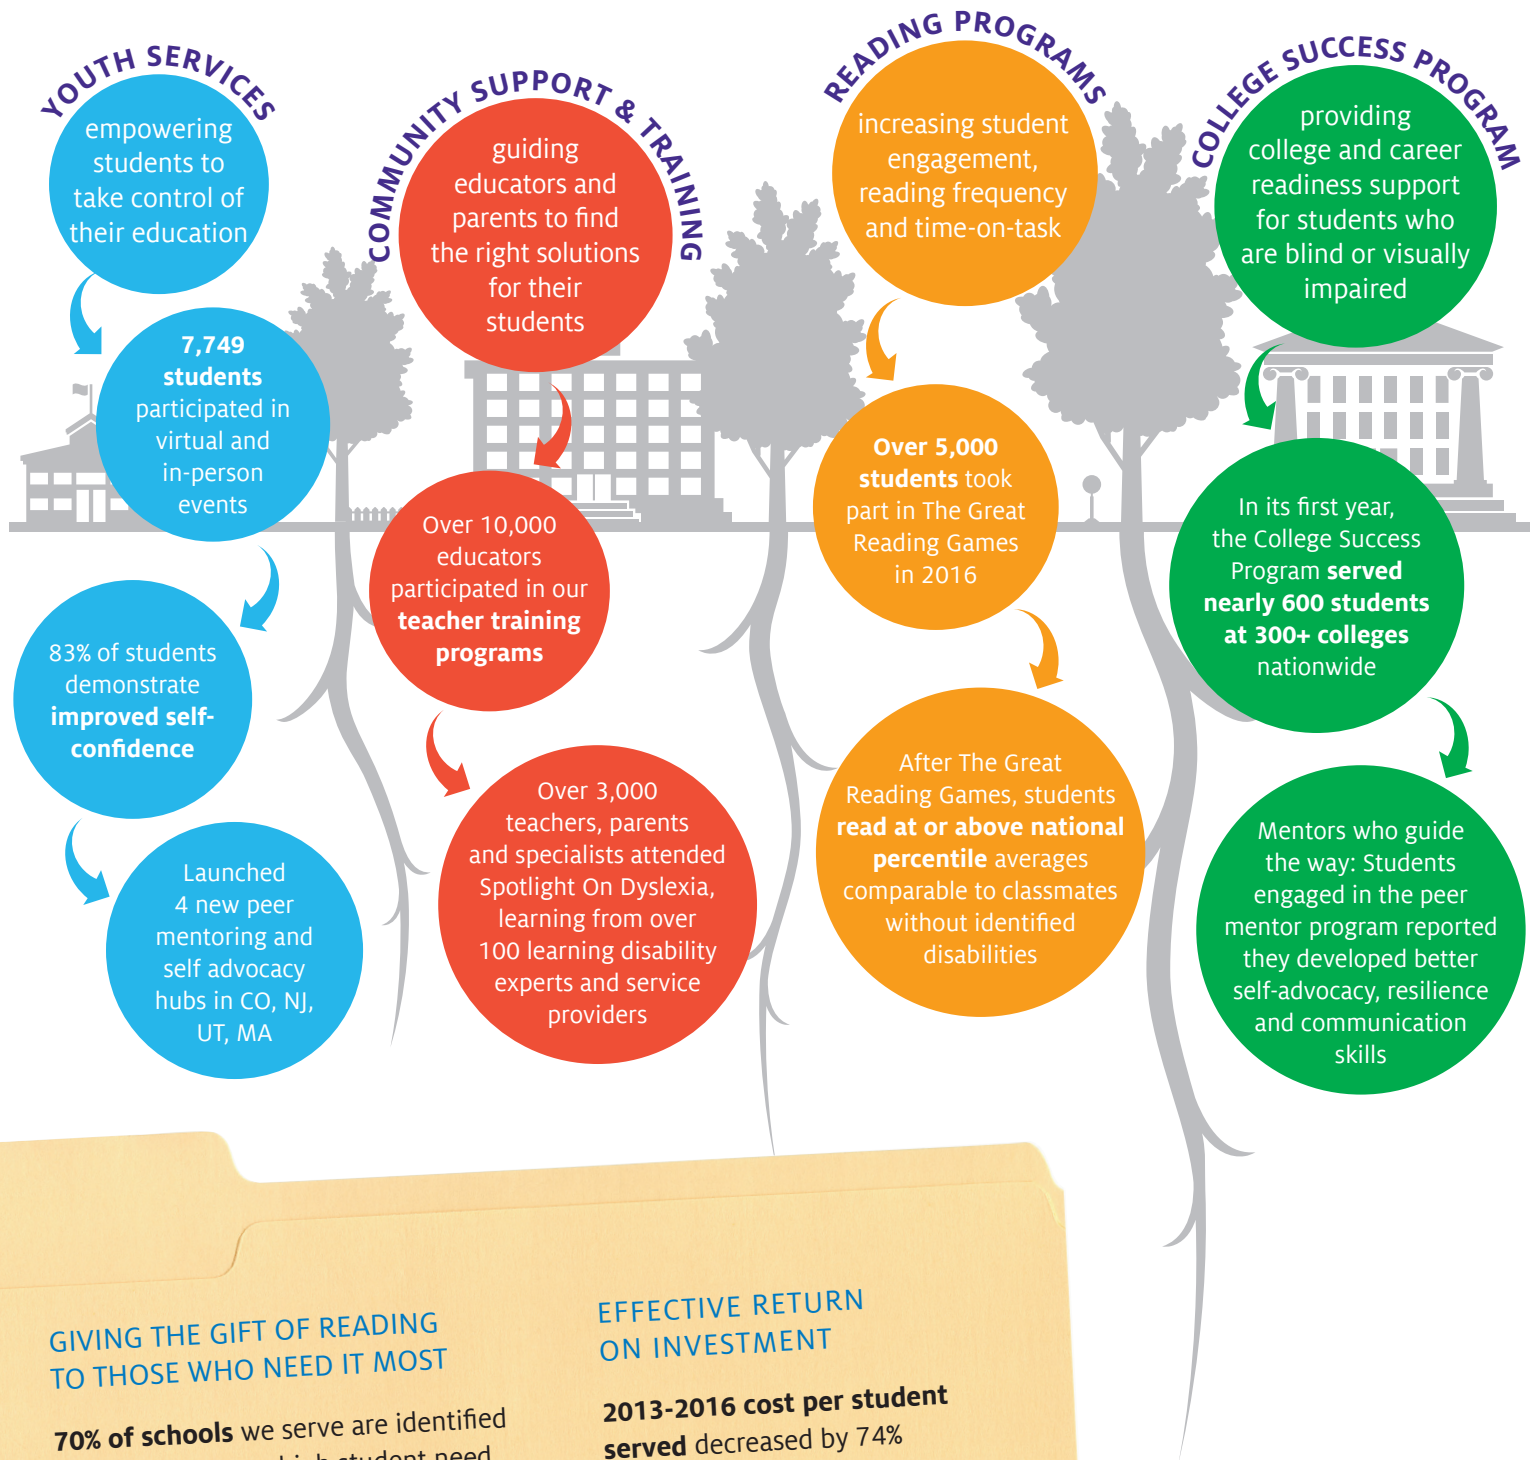 YOUTH SERVICES
empowering
students to
take control of
their education
7,749
students
participated in
virtual and
in-person
events
83% of students
demonstrate
improved self-
confidence
Launched
4 new peer
mentoring and
self advocacy
hubs in CO, NJ,
UT, MA
COMMUNITY SUPPORT & TRAINING
guiding
educators and
parents to find
the right solutions
for their
students
Over 10,000
educators
participated in our
teacher training
programs
Over 3,000
teachers, parents
and specialists attended
Spotlight On Dyslexia,
learning from over
100 learning disability
experts and service
providers
READING PROGRAMS
increasing student
engagement,
reading frequency
and time-on-task
Over 5,000
students took
part in The Great
Reading Games
in 2016
After The Great
Reading Games, students
read at or above national
percentile averages
comparable to classmates
without identified
disabilities
COLLEGE SUCCESS PROGRAM
providing
college and career
readiness support
for students who
are blind or visually
impaired
In its first year,
the College Success
Program served
nearly 600 students
at 300+ colleges
nationwide
Mentors who guide
the way: Students
engaged in the peer
mentor program reported
they developed better
self-advocacy, resilience
and communication
skills
GIVING THE GIFT OF READING
TO THOSE WHO NEED IT MOST
70% of schools we serve are identified
high student need
EFFECTIVE RETURN
ON INVESTMENT
2013-2016 cost per student
served decreased by 74%